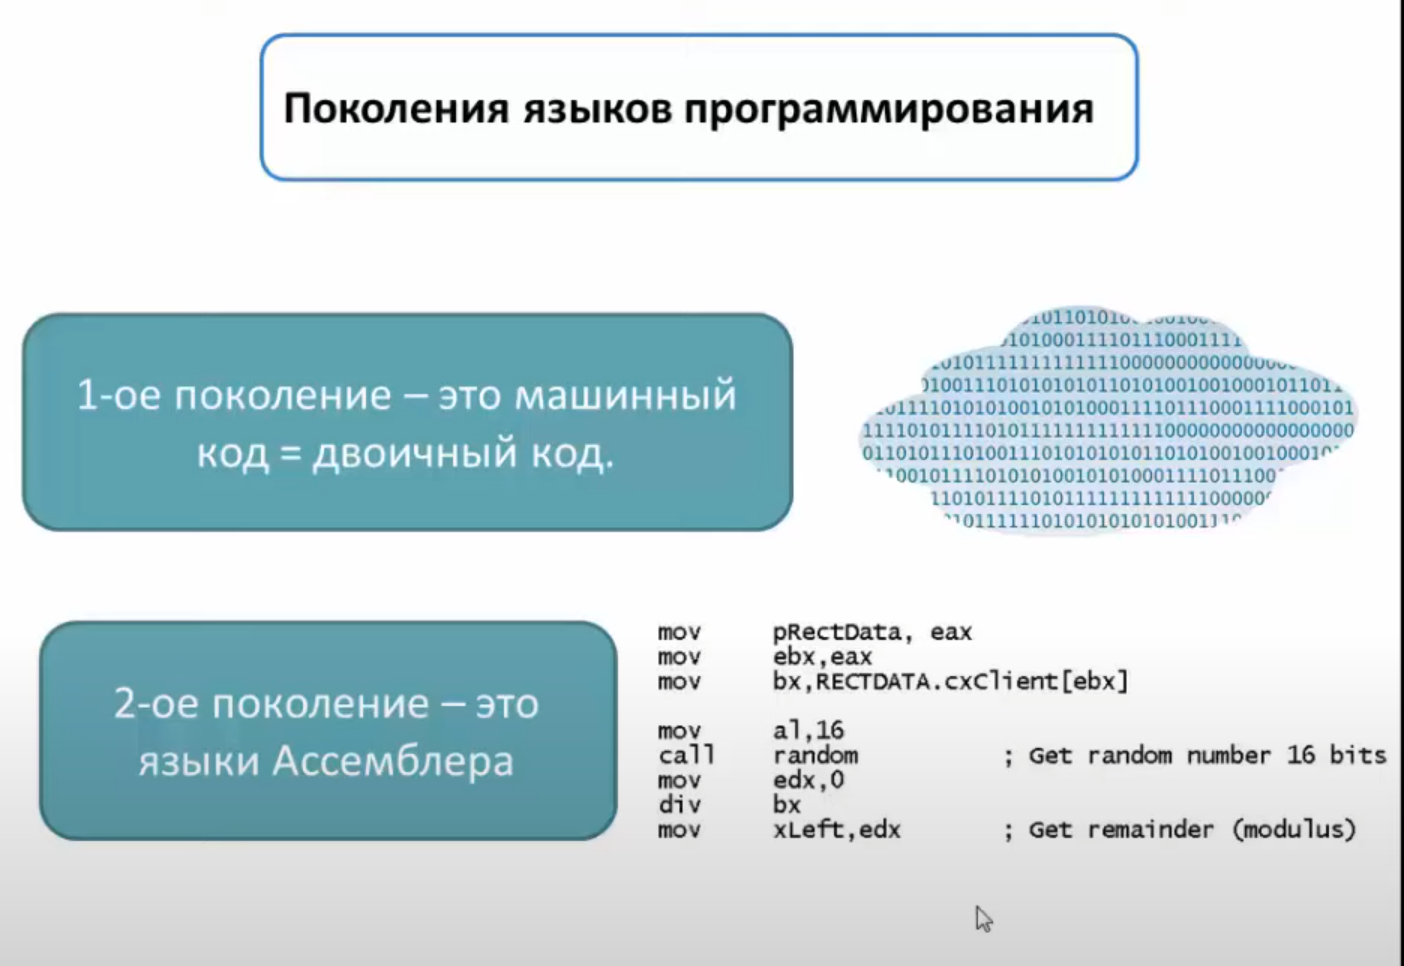 Поколения языков программирования
1-ое поколение – это машинный
код = двоичный код.
2-ое поколение – это
языки Ассемблера
mov pRectData, eax
mov ebx,eax
mov bx,RECTDATA.cxClient[ebx]
mov al,16
call random ; Get random number 16 bits
mov edx,0
div bx
mov xLeft,edx ; Get remainder (modulus)